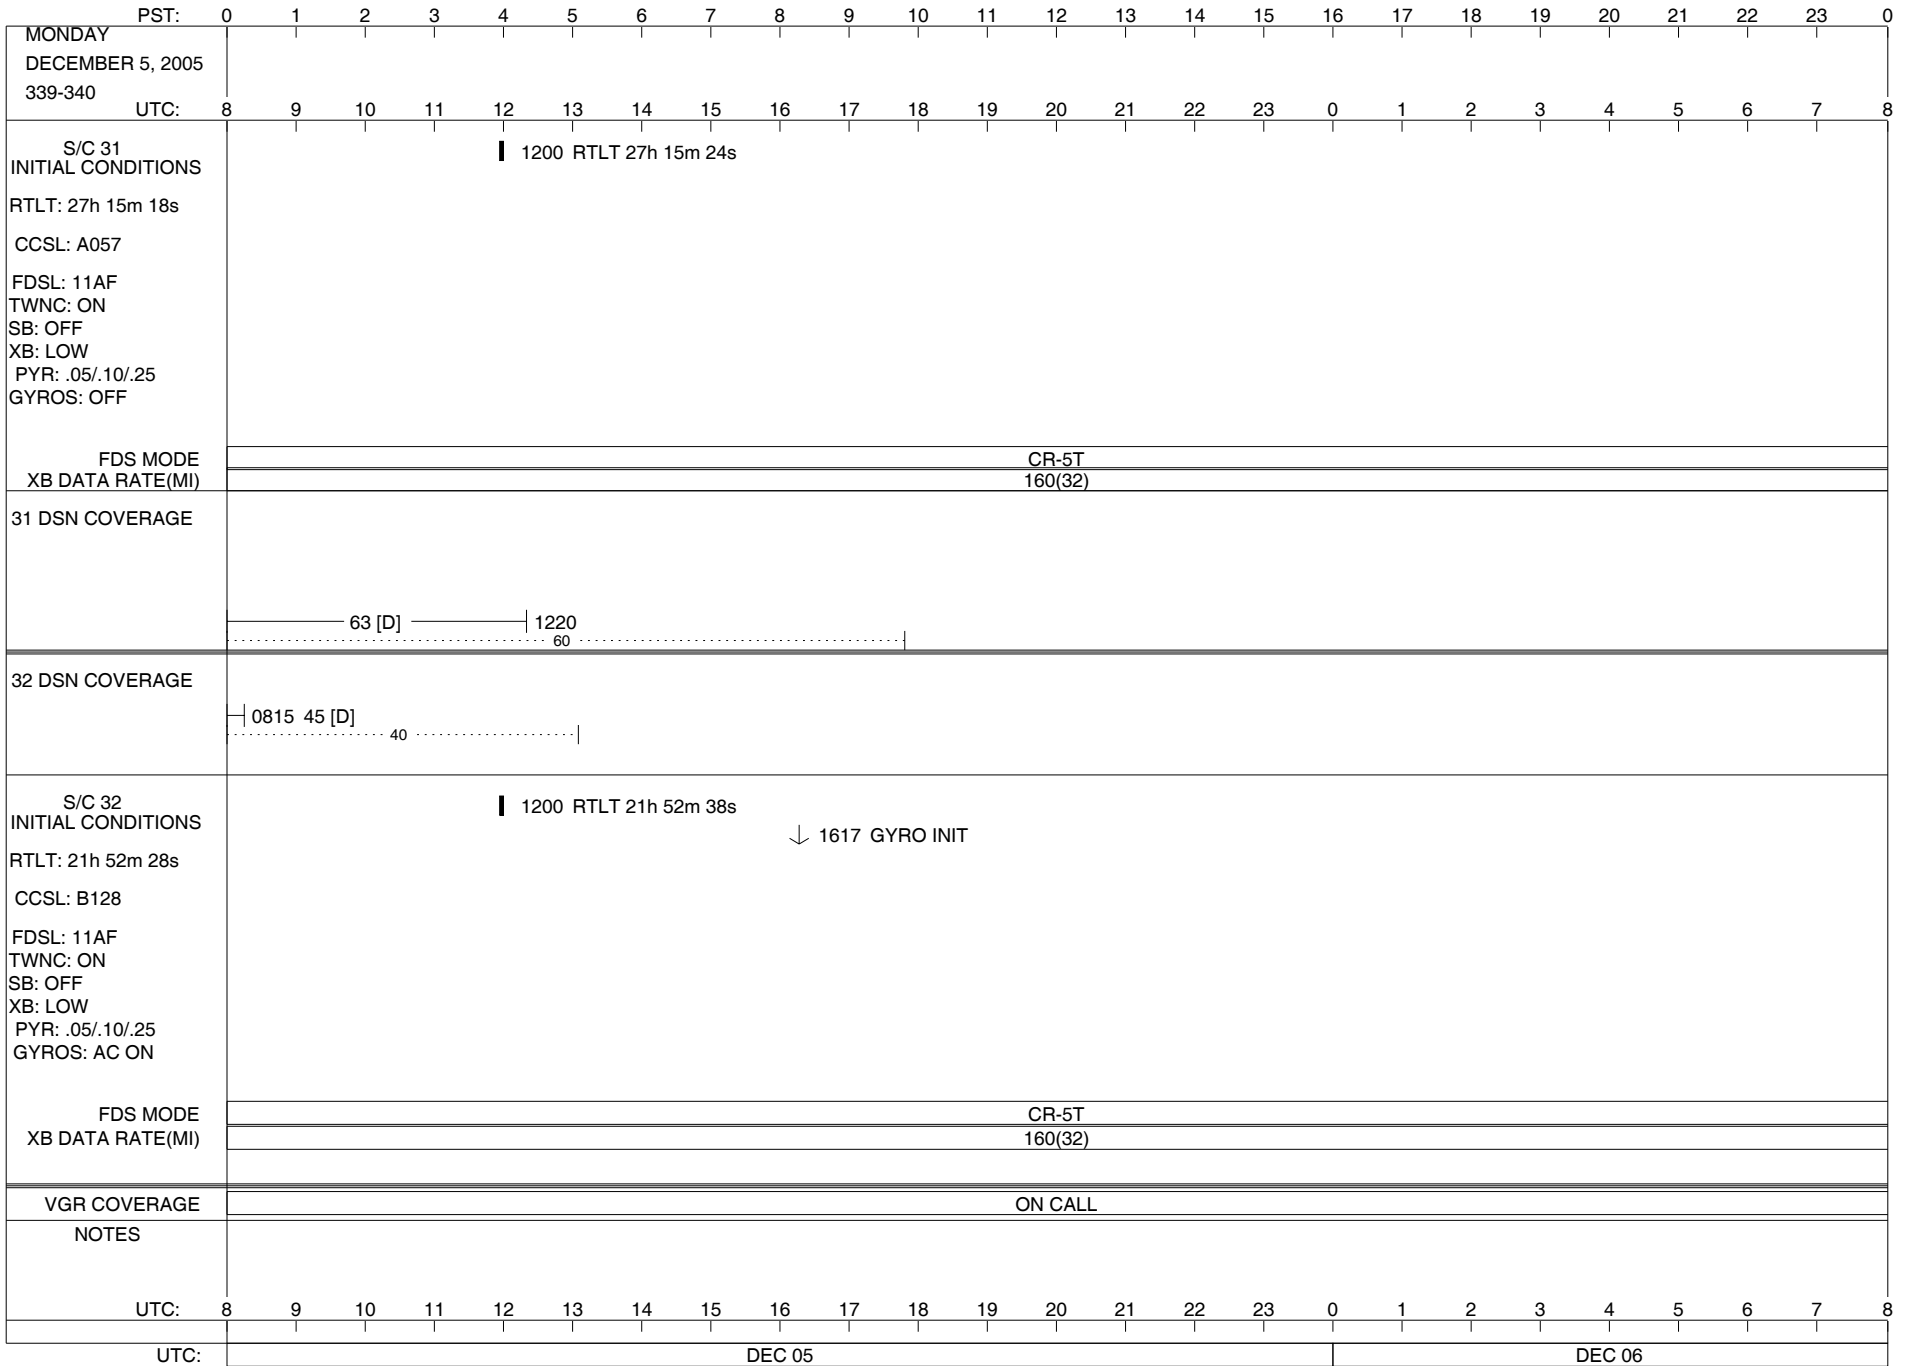 PST: 0 1 2 3 4 5 6 7 8 9 10 11 12 13 14 15 16 17 18 19 20 21 22 23 0
MONDAY
DECEMBER 5, 2005
339-340
UTC: 8 9 10 11 12 13 14 15 16 17 18 19 20 21 22 23 0 1 2 3 4 5 6 7 8
S/C 31
INITIAL CONDITIONS
1200 RTLT 27h 15m 24s
RTLT: 27h 15m 18s
CCSL: A057
FDSL: 11AF
TWNC: ON
SB: OFF
XB: LOW
PYR: .05/.10/.25
GYROS: OFF
FDS MODE CR-5T
XB DATA RATE(MI) 160(32)
31 DSN COVERAGE
63 [D] 1220
60
32 DSN COVERAGE
0815 45 [D]
40
S/C 32
INITIAL CONDITIONS
1200 RTLT 21h 52m 38s
1617 GYRO INIT
RTLT: 21h 52m 28s
CCSL: B128
FDSL: 11AF
TWNC: ON
SB: OFF
XB: LOW
PYR: .05/.10/.25
GYROS: AC ON
FDS MODE CR-5T
XB DATA RATE(MI) 160(32)
VGR COVERAGE ON CALL
NOTES
UTC: 8 9 10 11 12 13 14 15 16 17 18 19 20 21 22 23 0 1 2 3 4 5 6 7 8
UTC: DEC 05 DEC 06